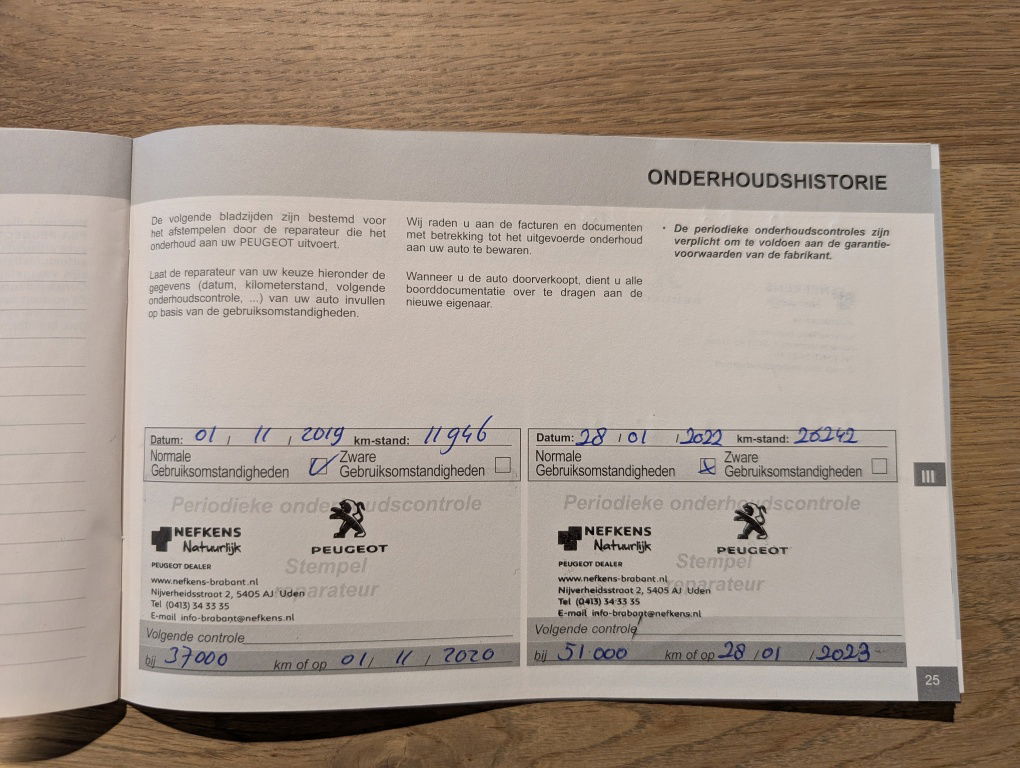 ONDERHOUDSHISTORIE
De volgende bladzijden zijn bestemd voor
het afstempelen door de reparateur die het
onderhoud aan uw PEUGEOT uitvoert.
Laat de reparateur van uw keuze hieronder de
gegevens (datum, kilometerstand, volgende
onderhoudscontrole, ...) van uw auto invullen
op basis van de gebruiksomstandigheden.
Wij raden u aan de facturen en documenten
met betrekking tot het uitgevoerde onderhoud
aan uw auto te bewaren.
Wanneer u de auto doorverkoopt, dient u alle
boorddocumentatie over te dragen aan de
nieuwe eigenaar.
• De periodieke onderhoudscontroles zijn
verplicht om te voldoen aan de garantie-
voorwaarden van de fabrikant.
Datum: 01 / 11 / 2019 km-stand: 11946
Normale
Gebruiksomstandigheden
Zware
Gebruiksomstandigheden
Periodieke onderhoudscontrole
NEFKENS
Natuurlijk
PEUGEOT
PEUGEOT DEALER
Stempel
reparateur
www.nefkens-brabant.nl
Nijverheidsstraat 2, 5405 AJ Uden
Tel (0413) 34 33 35
E-mail info-brabant@nefkens.nl
Volgende controle
bij 37000 km of op 01 / 11 / 2020
Datum: 28 / 01 / 2022 km-stand: 26242
Normale
Gebruiksomstandigheden
Zware
Gebruiksomstandigheden
Periodieke onderhoudscontrole
NEFKENS
Natuurlijk
PEUGEOT
PEUGEOT DEALER
Stempel
reparateur
www.nefkens-brabant.nl
Nijverheidsstraat 2, 5405 AJ Uden
Tel (0413) 34 33 35
E-mail info-brabant@nefkens.nl
Volgende controle
bij 51000 km of op 28 / 01 / 2023
III
25